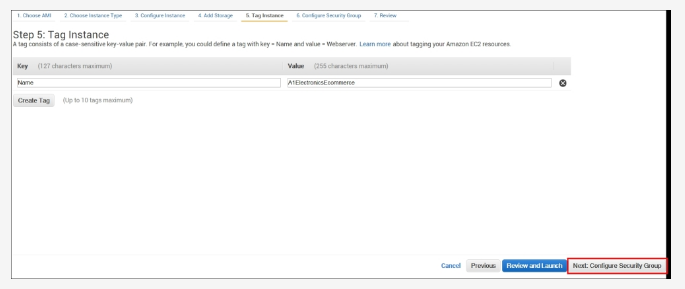 1. Choose AMI 2. Choose Instance Type 3. Configure Instance 4. Add Storage 5. Tag Instance 6. Configure Security Group 7. Review
Step 5: Tag Instance
A tag consists of a case-sensitive key-value pair. For example, you could define a tag with key = Name and value = Webserver. Learn more about tagging your Amazon EC2 resources.
Key (127 characters maximum) Value (255 characters maximum)
Name A1ElectronicsEcommerce
Create Tag (Up to 10 tags maximum)
Cancel Previous Review and Launch Next: Configure Security Group